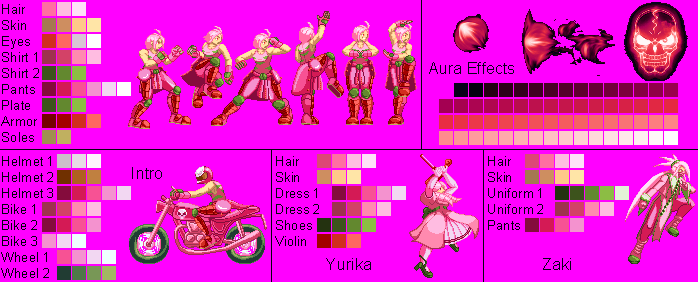 Hair
Skin
Eyes
Shirt 1
Shirt 2
Pants
Plate
Armor
Soles
Aura Effects
Helmet 1
Helmet 2
Helmet 3
Bike 1
Bike 2
Bike 3
Wheel 1
Wheel 2
Intro
Hair
Skin
Dress 1
Dress 2
Shoes
Violin
Yurika
Hair
Skin
Uniform 1
Uniform 2
Pants
Zaki